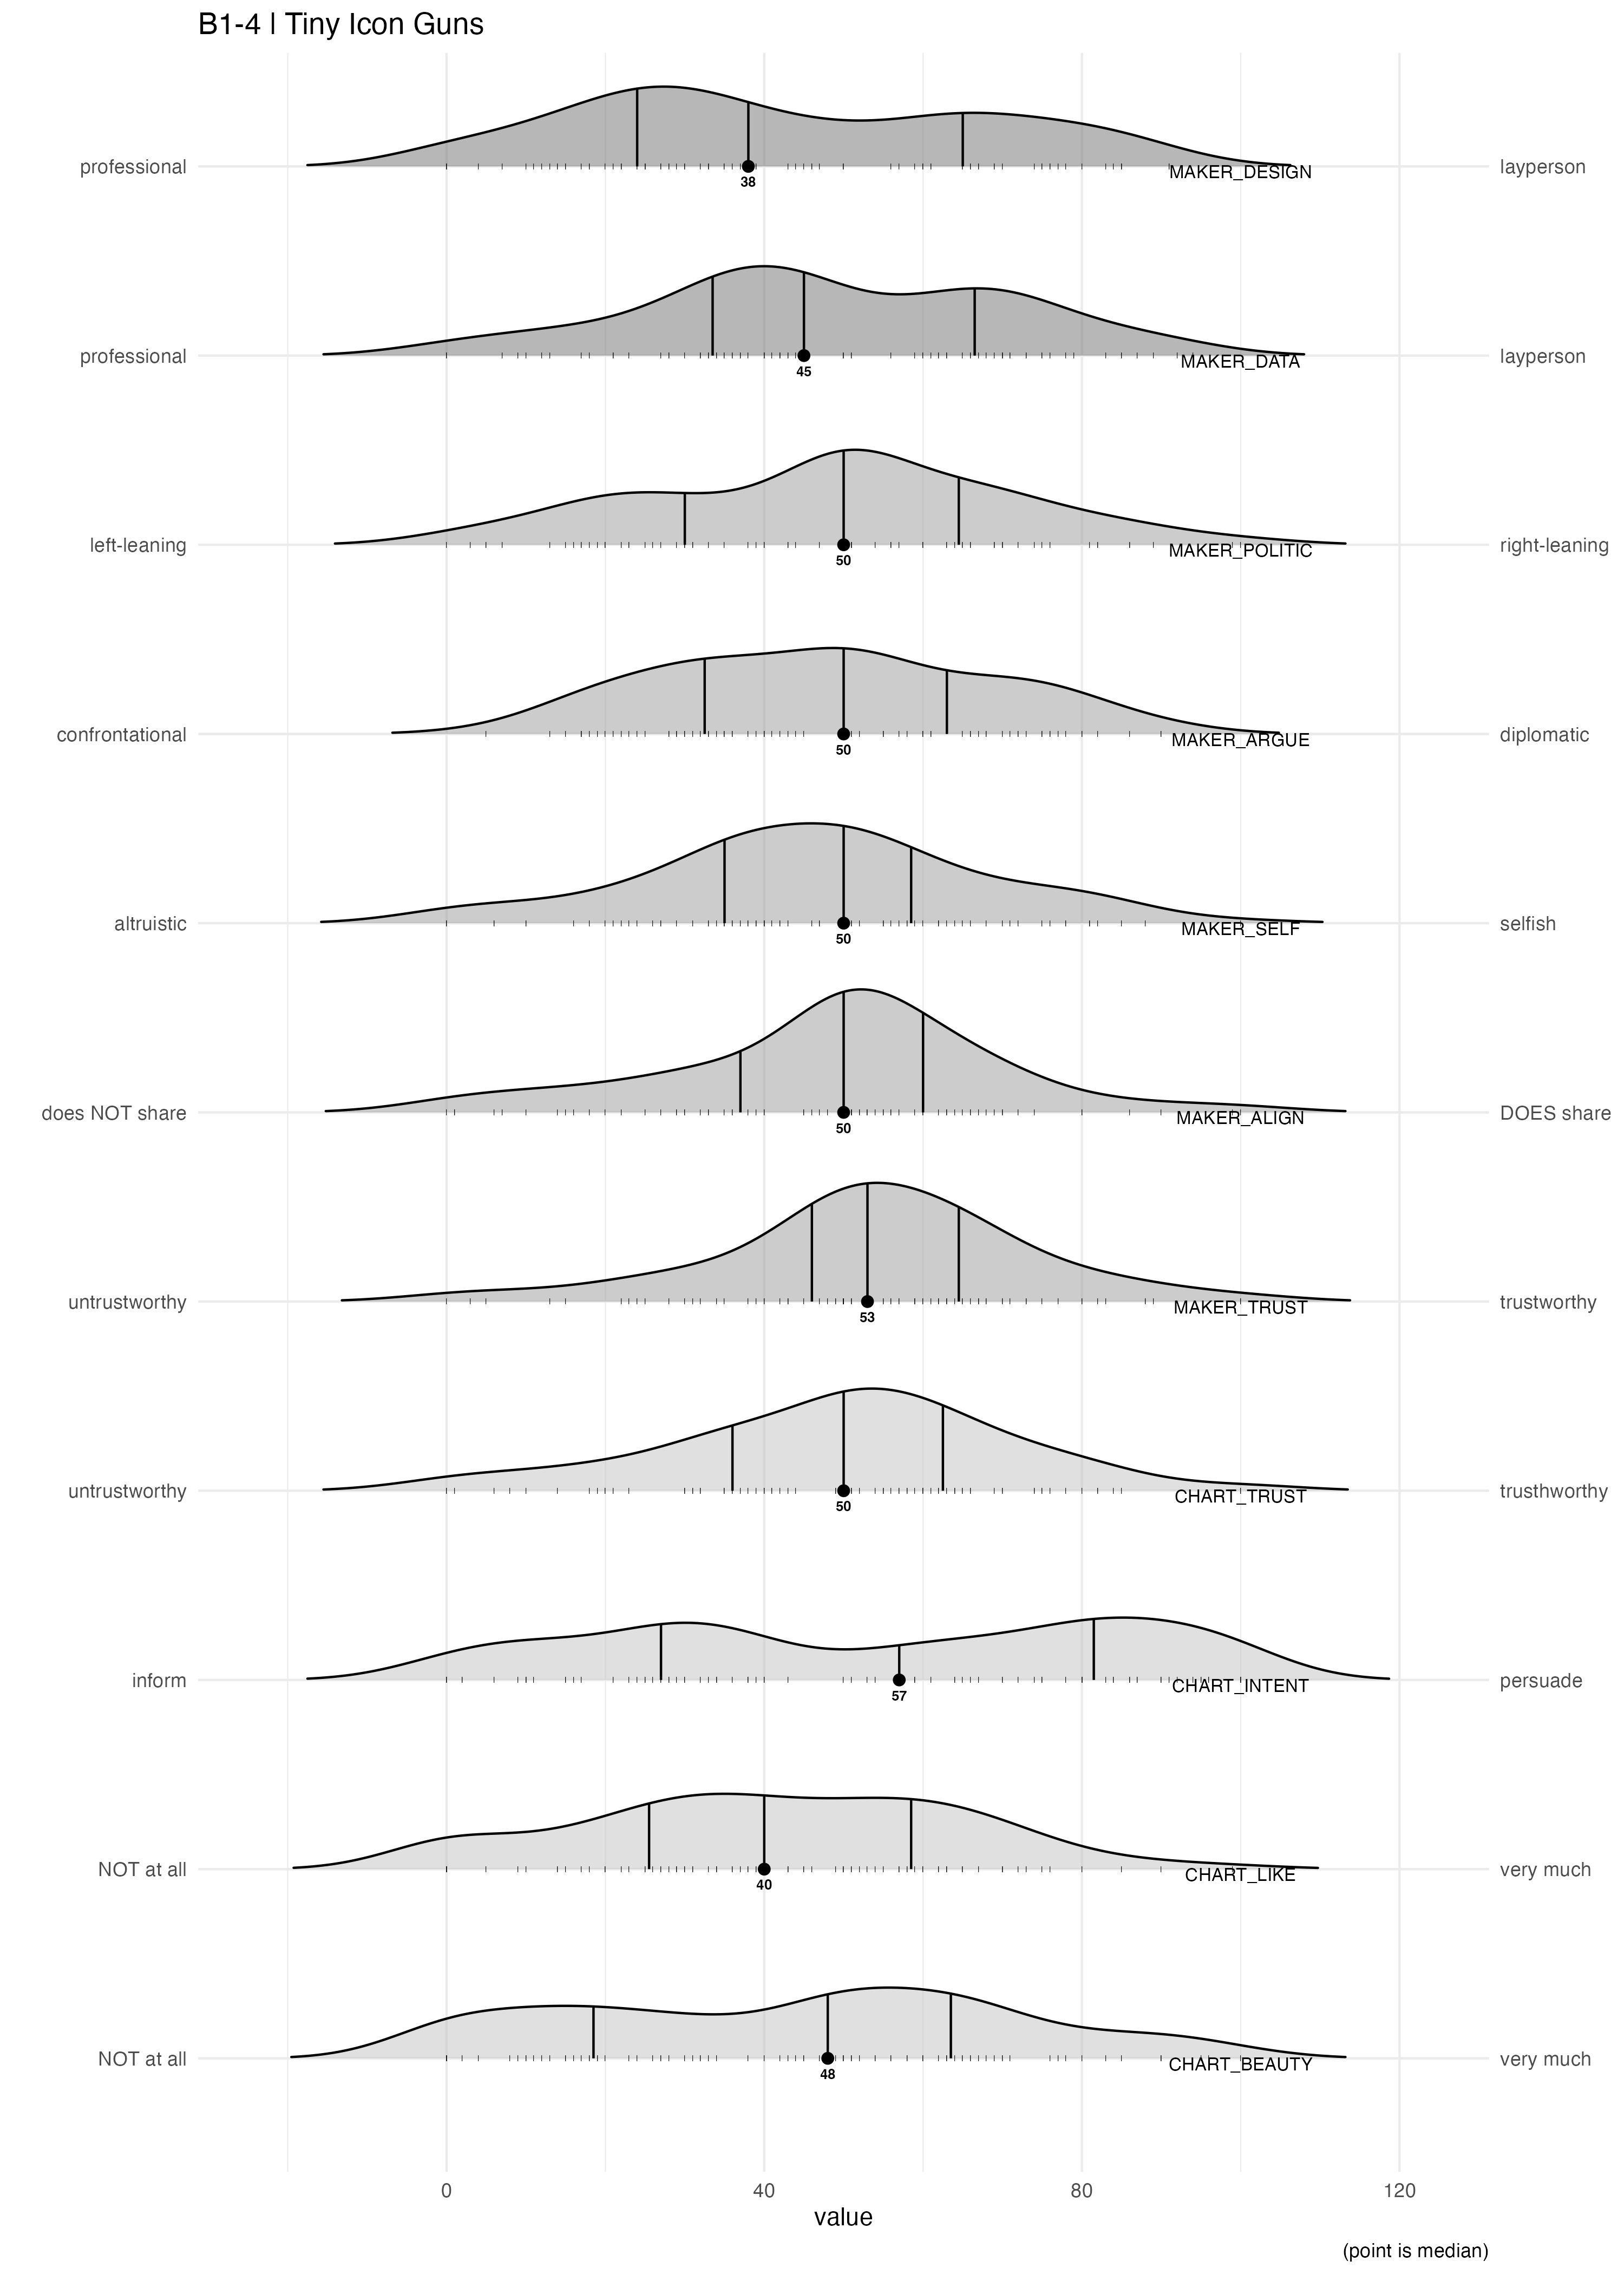 B1-4 | Tiny Icon Guns
professional MAKER_DESIGN layperson
38
professional MAKER_DATA layperson
45
left-leaning MAKER_POLITIC right-leaning
50
confrontational MAKER_ARGUE diplomatic
50
altruistic MAKER_SELF selfish
50
does NOT share MAKER_ALIGN DOES share
50
untrustworthy MAKER_TRUST trustworthy
53
untrustworthy CHART_TRUST trusthworthy
50
inform CHART_INTENT persuade
57
NOT at all CHART_LIKE very much
40
NOT at all CHART_BEAUTY very much
48
0 40 80 120
value
(point is median)